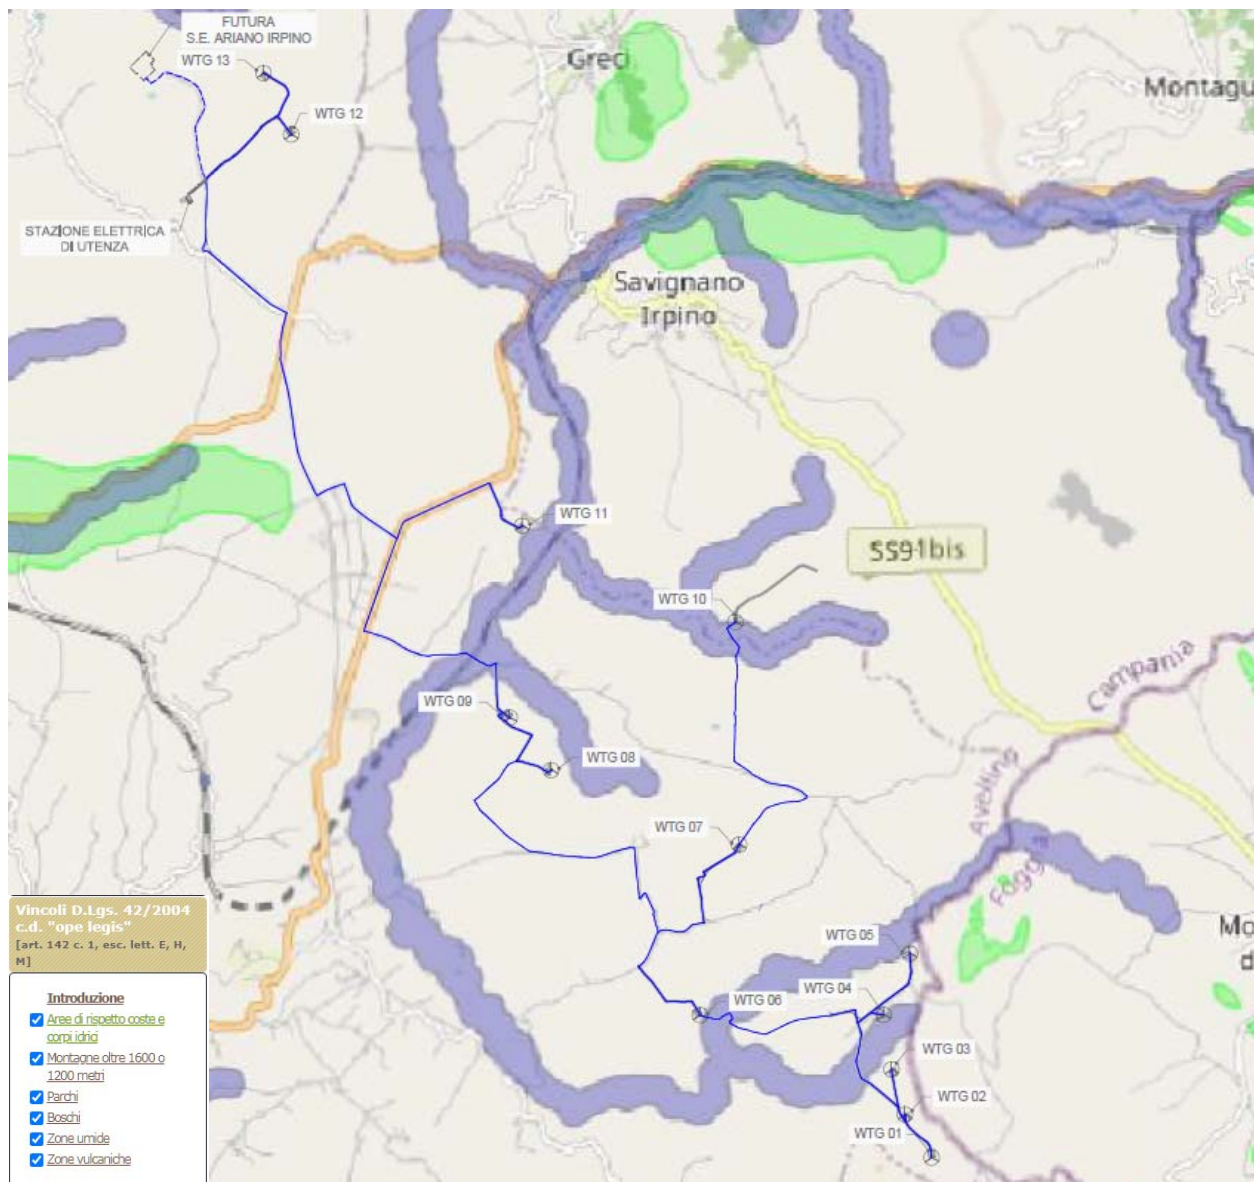 FUTURA
S.E. ARIANO IRPINO
WTG 13
Greci
Montagu
WTG 12
STAZIONE ELETTRICA
DI UTENZA
Savignano
Irpino
WTG 11
SS91bis
WTG 10
Campania
WTG 09
WTG 08
Avellino
WTG 07
Foggia
Vincoli D.Lgs. 42/2004
c.d. "ope legis"
[art. 142 c. 1, esc. lett. E, H,
M]
Mo
d
WTG 05
WTG 04
WTG 06
Introduzione
Aree di rispetto coste e
corpi idrici
Montagne oltre 1600 o
1200 metri
Parchi
Boschi
Zone umide
Zone vulcaniche
WTG 03
WTG 02
WTG 01